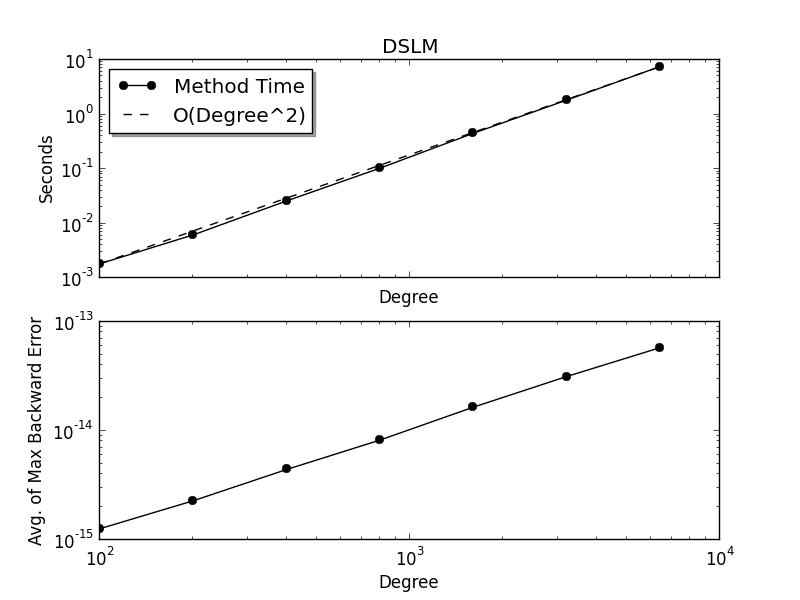 DSLM
10^1
10^0
10^-1
10^-2
10^-3
Seconds
Method Time
O(Degree^2)
Degree
10^-13
10^-14
10^-15
Avg. of Max Backward Error
10^2
10^3
10^4
Degree